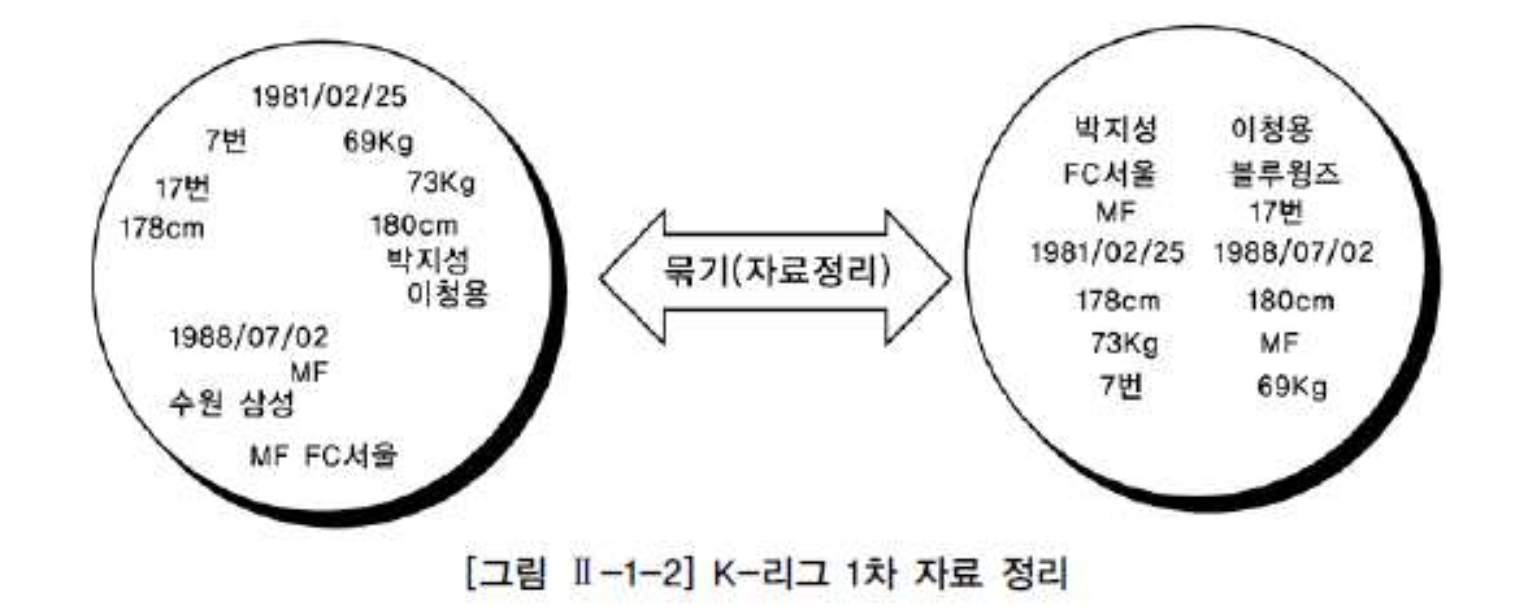 1981/02/25
7번 69Kg
17번 73Kg
178cm 180cm
박지성
이청용
1988/07/02
MF
수원 삼성
MF FC서울
묶기(자료정리)
박지성 이청용
FC서울 블루윙즈
MF 17번
1981/02/25 1988/07/02
178cm 180cm
73Kg MF
7번 69Kg
[그림 Ⅱ-1-2] K-리그 1차 자료 정리